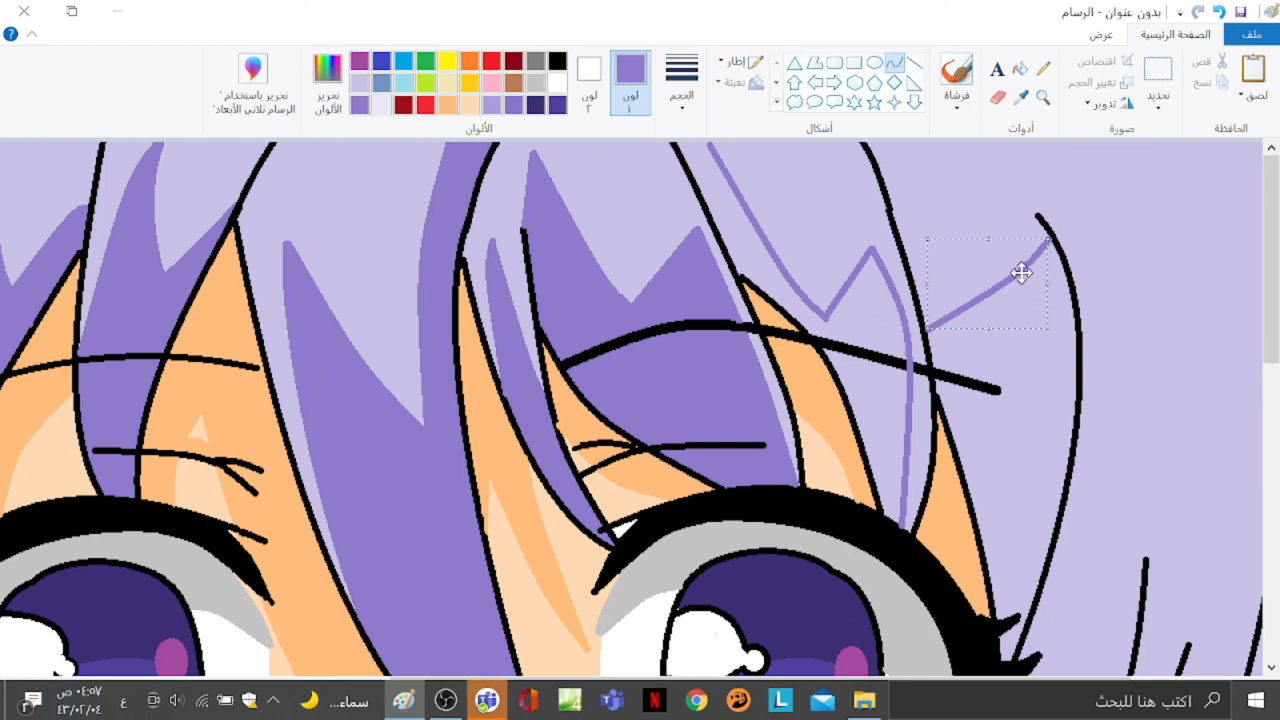 بدون عنوان - الرسام
ملف
الصفحة الرئيسية
عرض
لصق
قص
نسخ
الحافظة
تحديد
اقتصاص
تغيير الحجم
تدوير
صورة
أدوات
فرشاة
أشكال
إطار
تعبئة
الحجم
لون
١
لون
٢
تحرير
الألوان
الألوان
تحرير باستخدام
الرسام ثلاثي الأبعاد
اكتب هنا للبحث
سماء...
ع
٠٤:٥٧ ص
٤٣/٠٢/٠٤